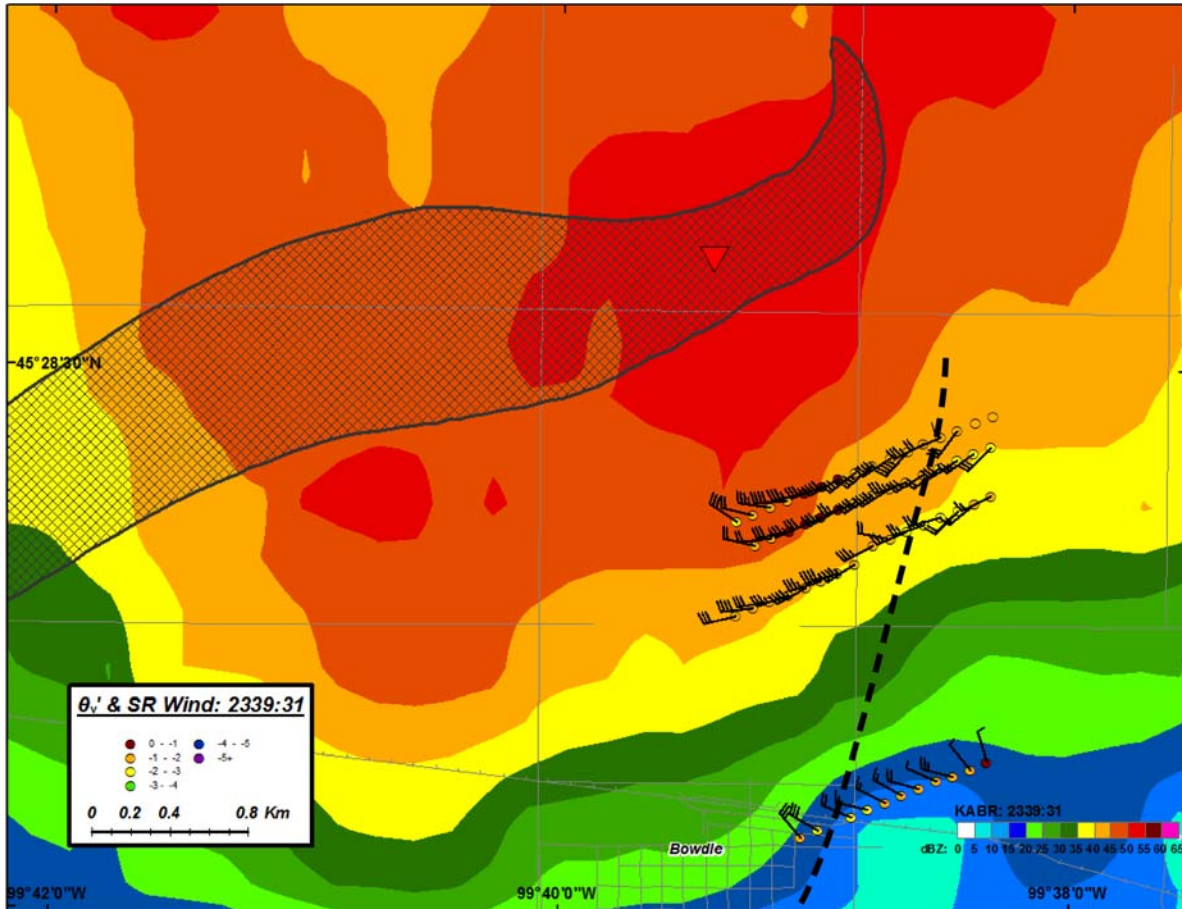 45°28'30"N
θv' & SR Wind: 2339:31
0 - -1
-4 - -5
-1 - -2
-5+
-2 - -3
-3 - -4
0 0.2 0.4 0.8 Km
KABR: 2339:31
dBZ: 0 5 10 15 20 25 30 35 40 45 50 55 60 65
Bowdle
99°42'0"W 99°40'0"W 99°38'0"W